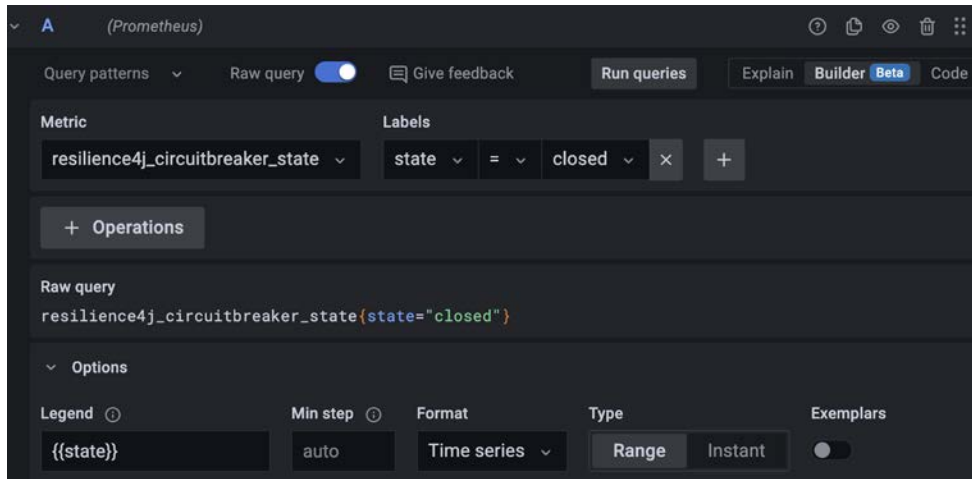 A (Prometheus)
Query patterns Raw query Give feedback Run queries Explain Builder Beta Code
Metric Labels
resilience4j_circuitbreaker_state state = closed × +
+ Operations
Raw query
resilience4j_circuitbreaker_state{state="closed"}
Options
Legend Min step Format Type Exemplars
{{state}} auto Time series Range Instant